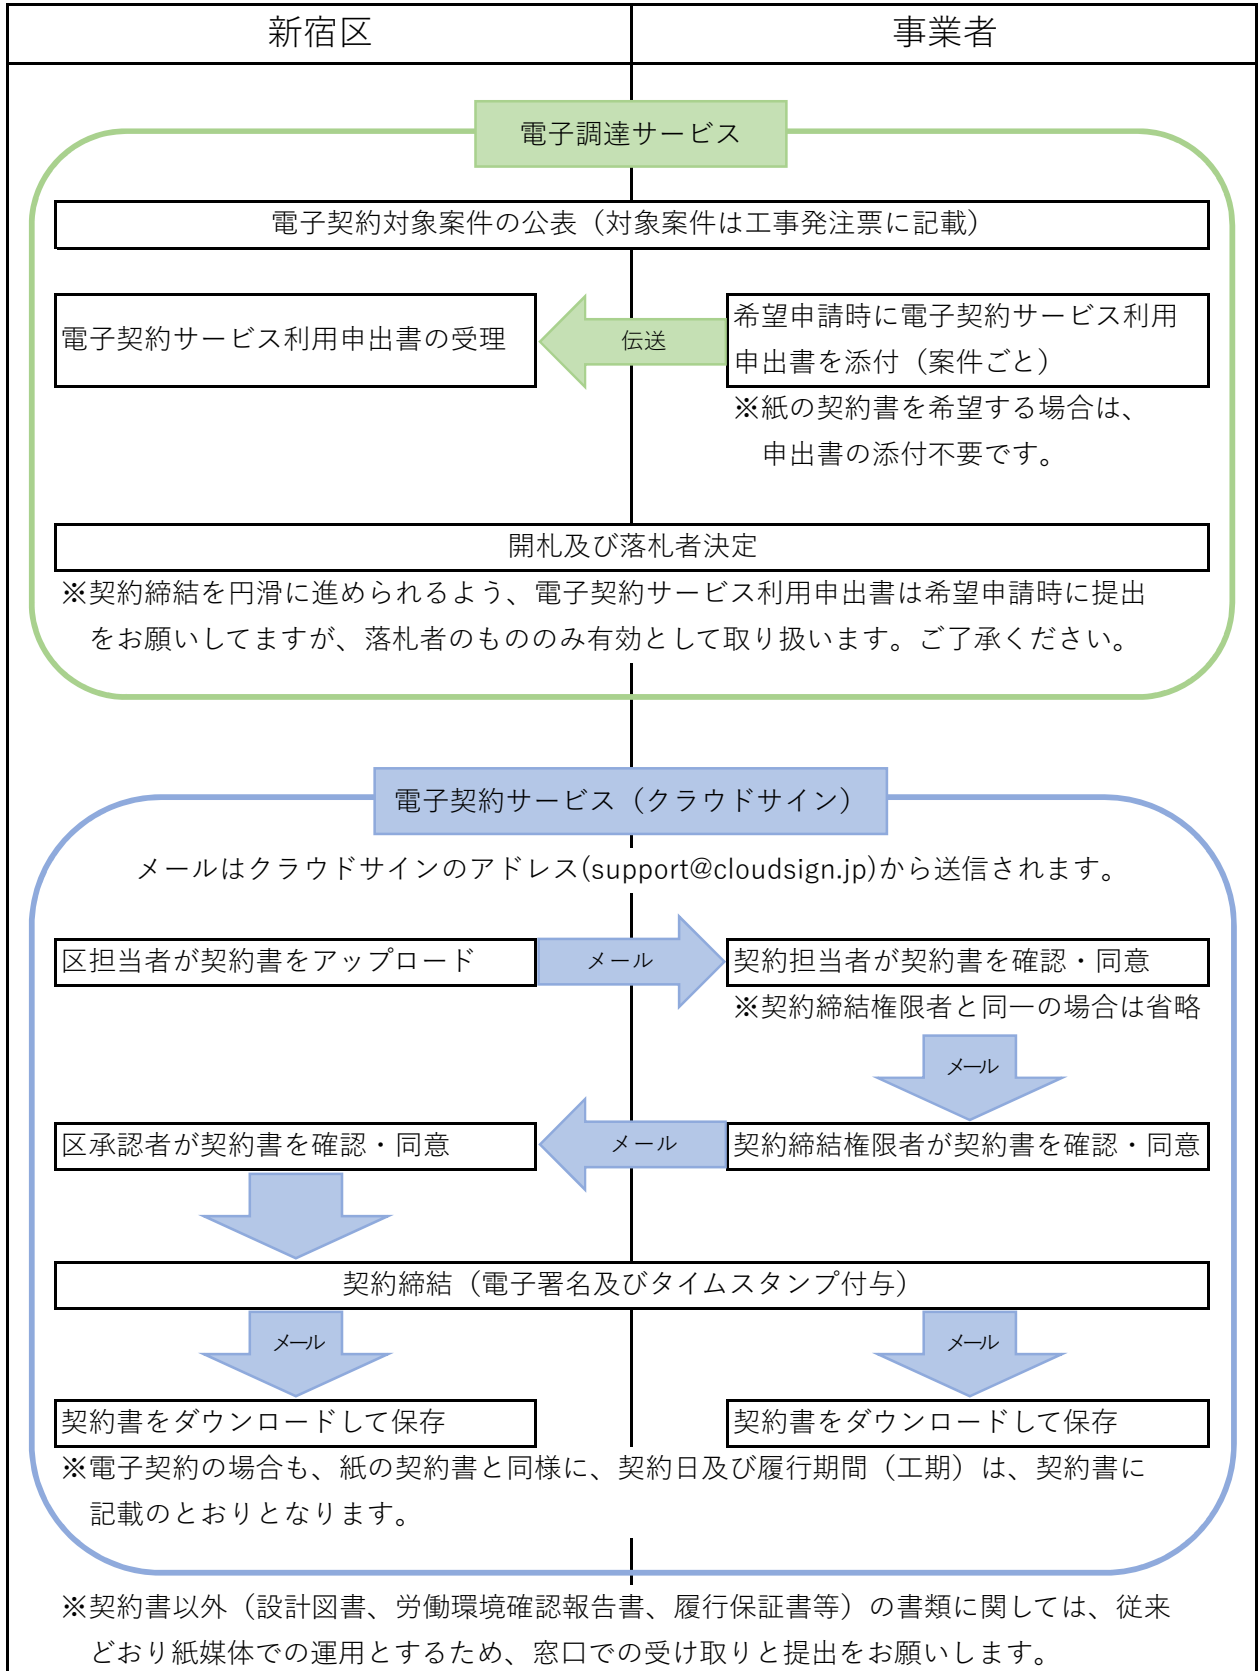 新宿区
事業者
電子調達サービス
電子契約対象案件の公表（対象案件は工事発注票に記載）
電子契約サービス利用申出書の受理
伝送
希望申請時に電子契約サービス利用
申出書を添付（案件ごと）
※紙の契約書を希望する場合は、
申出書の添付不要です。
開札及び落札者決定
※契約締結を円滑に進められるよう、電子契約サービス利用申出書は希望申請時に提出
をお願いしてますが、落札者のもののみ有効として取り扱います。ご了承ください。
電子契約サービス（クラウドサイン）
メールはクラウドサインのアドレス(support@cloudsign.jp)から送信されます。
区担当者が契約書をアップロード
メール
契約担当者が契約書を確認・同意
※契約締結権限者と同一の場合は省略
メール
区承認者が契約書を確認・同意
メール
契約締結権限者が契約書を確認・同意
契約締結（電子署名及びタイムスタンプ付与）
メール
メール
契約書をダウンロードして保存
契約書をダウンロードして保存
※電子契約の場合も、紙の契約書と同様に、契約日及び履行期間（工期）は、契約書に
記載のとおりとなります。
※契約書以外（設計図書、労働環境確認報告書、履行保証書等）の書類に関しては、従来
どおり紙媒体での運用とするため、窓口での受け取りと提出をお願いします。